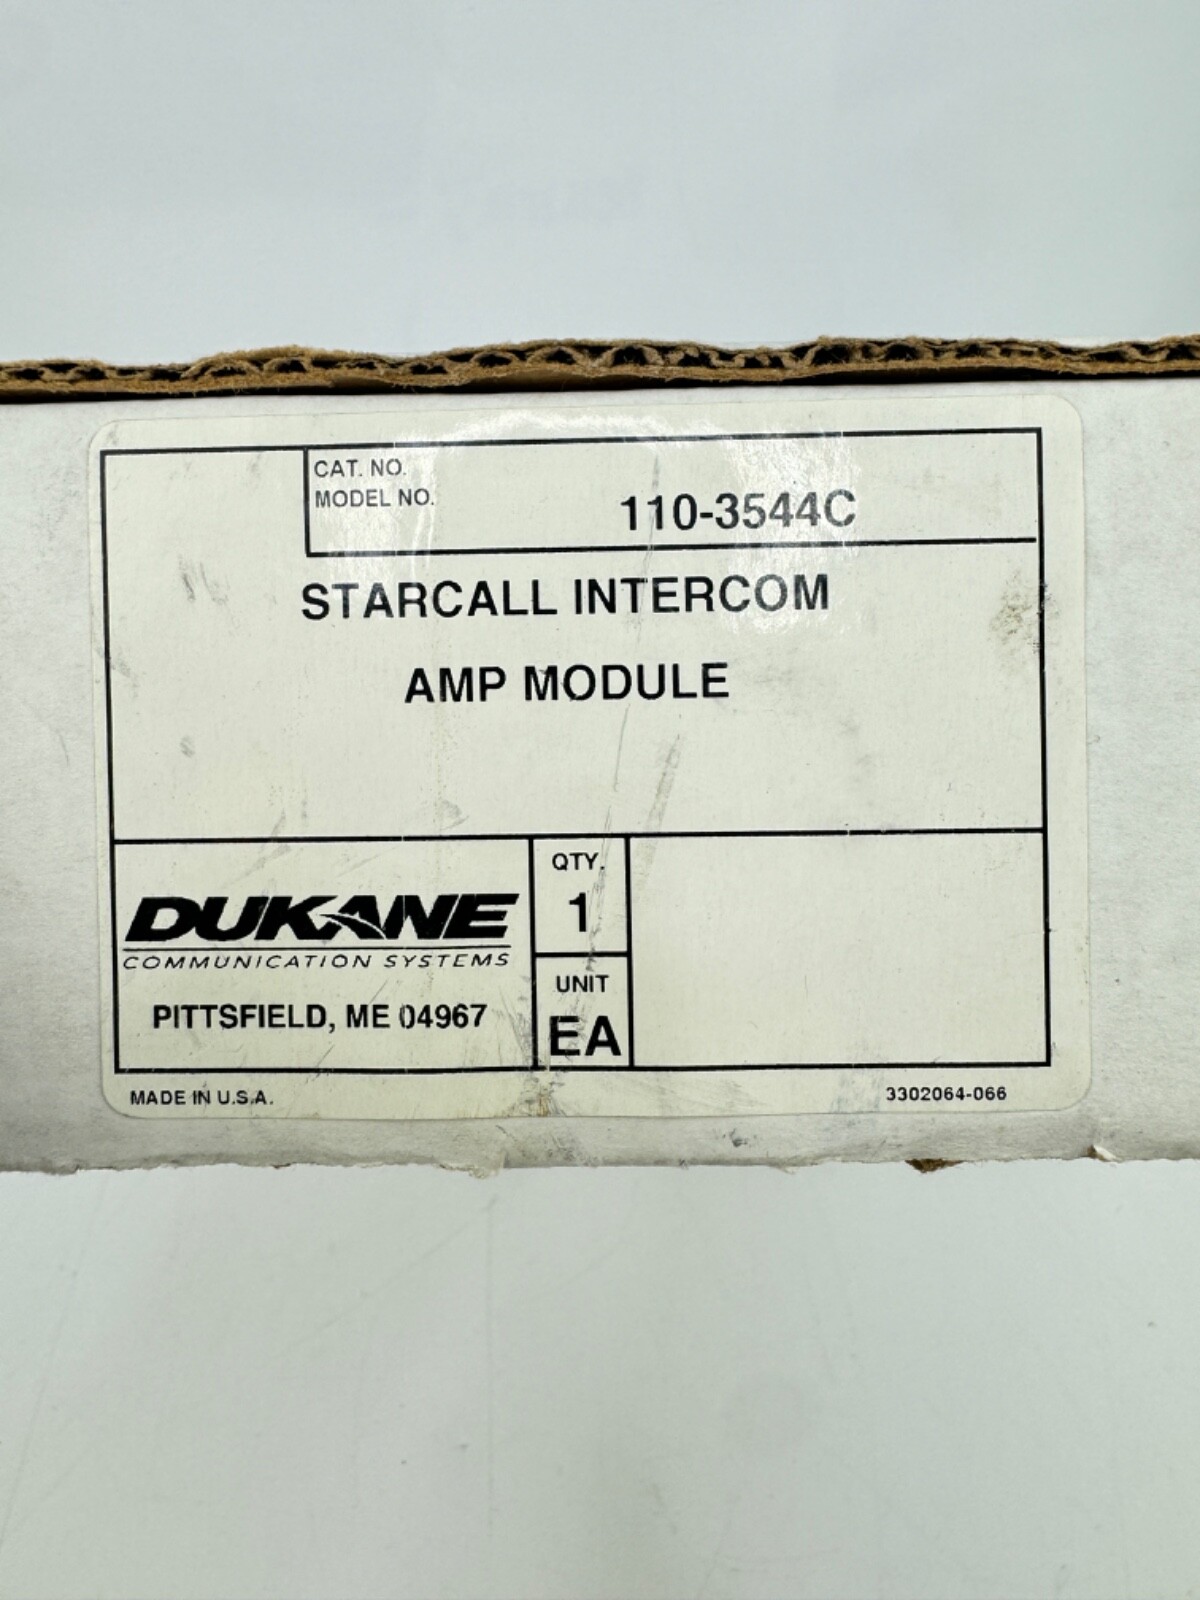 CAT. NO.
MODEL NO.
110-3544C
STARCALL INTERCOM
AMP MODULE
DUKANE
COMMUNICATION SYSTEMS
PITTSFIELD, ME 04967
QTY.
1
UNIT
EA
MADE IN U.S.A.
3302064-066